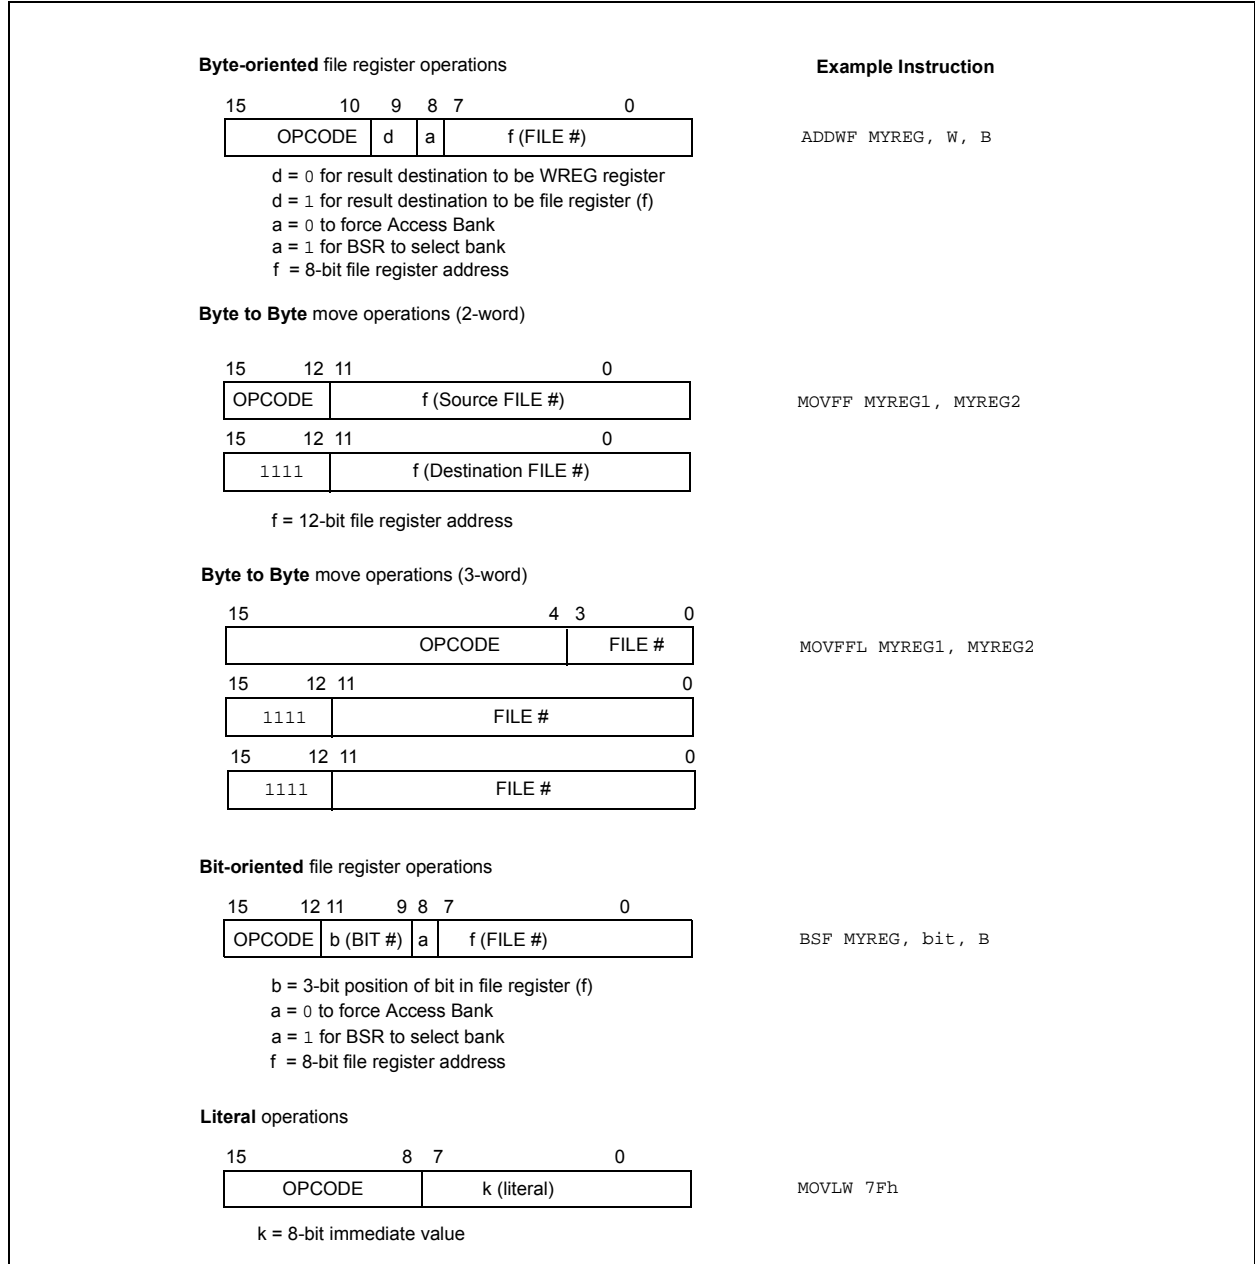 Byte-oriented file register operations
Example Instruction
15 10 9 8 7 0
OPCODE d a f (FILE #)
ADDWF MYREG, W, B
d = 0 for result destination to be WREG register
d = 1 for result destination to be file register (f)
a = 0 to force Access Bank
a = 1 for BSR to select bank
f = 8-bit file register address
Byte to Byte move operations (2-word)
15 12 11 0
OPCODE f (Source FILE #)
MOVFF MYREG1, MYREG2
15 12 11 0
1111 f (Destination FILE #)
f = 12-bit file register address
Byte to Byte move operations (3-word)
15 4 3 0
OPCODE FILE #
MOVFFL MYREG1, MYREG2
15 12 11 0
1111 FILE #
15 12 11 0
1111 FILE #
Bit-oriented file register operations
15 12 11 9 8 7 0
OPCODE b (BIT #) a f (FILE #)
BSF MYREG, bit, B
b = 3-bit position of bit in file register (f)
a = 0 to force Access Bank
a = 1 for BSR to select bank
f = 8-bit file register address
Literal operations
15 8 7 0
OPCODE k (literal)
MOVLW 7Fh
k = 8-bit immediate value